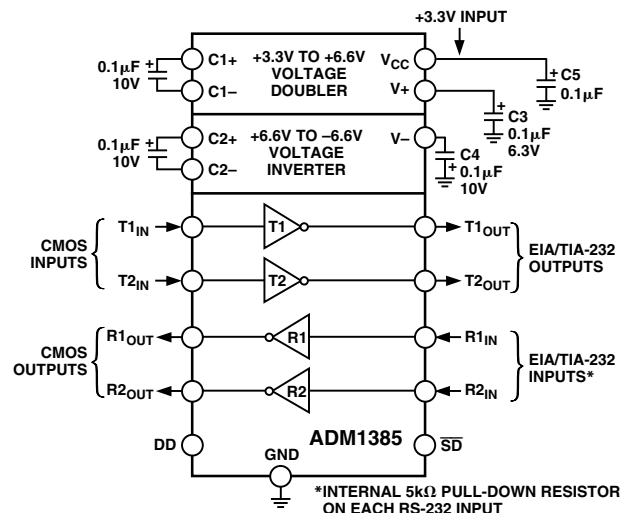 +3.3V INPUT
0.1μF
10V
+
C1+
C1–
+3.3V TO +6.6V
VOLTAGE
DOUBLER
VCC
V+
+
C5
0.1μF
+
C3
0.1μF
6.3V
0.1μF
10V
+
C2+
C2–
+6.6V TO –6.6V
VOLTAGE
INVERTER
V–
C4
+
0.1μF
10V
CMOS
INPUTS
T1IN
T1
T1OUT
T2IN
T2
T2OUT
EIA/TIA-232
OUTPUTS
CMOS
OUTPUTS
R1OUT
R1
R1IN
R2OUT
R2
R2IN
EIA/TIA-232
INPUTS*
DD
ADM1385
SD
GND
*INTERNAL 5kΩ PULL-DOWN RESISTOR
ON EACH RS-232 INPUT